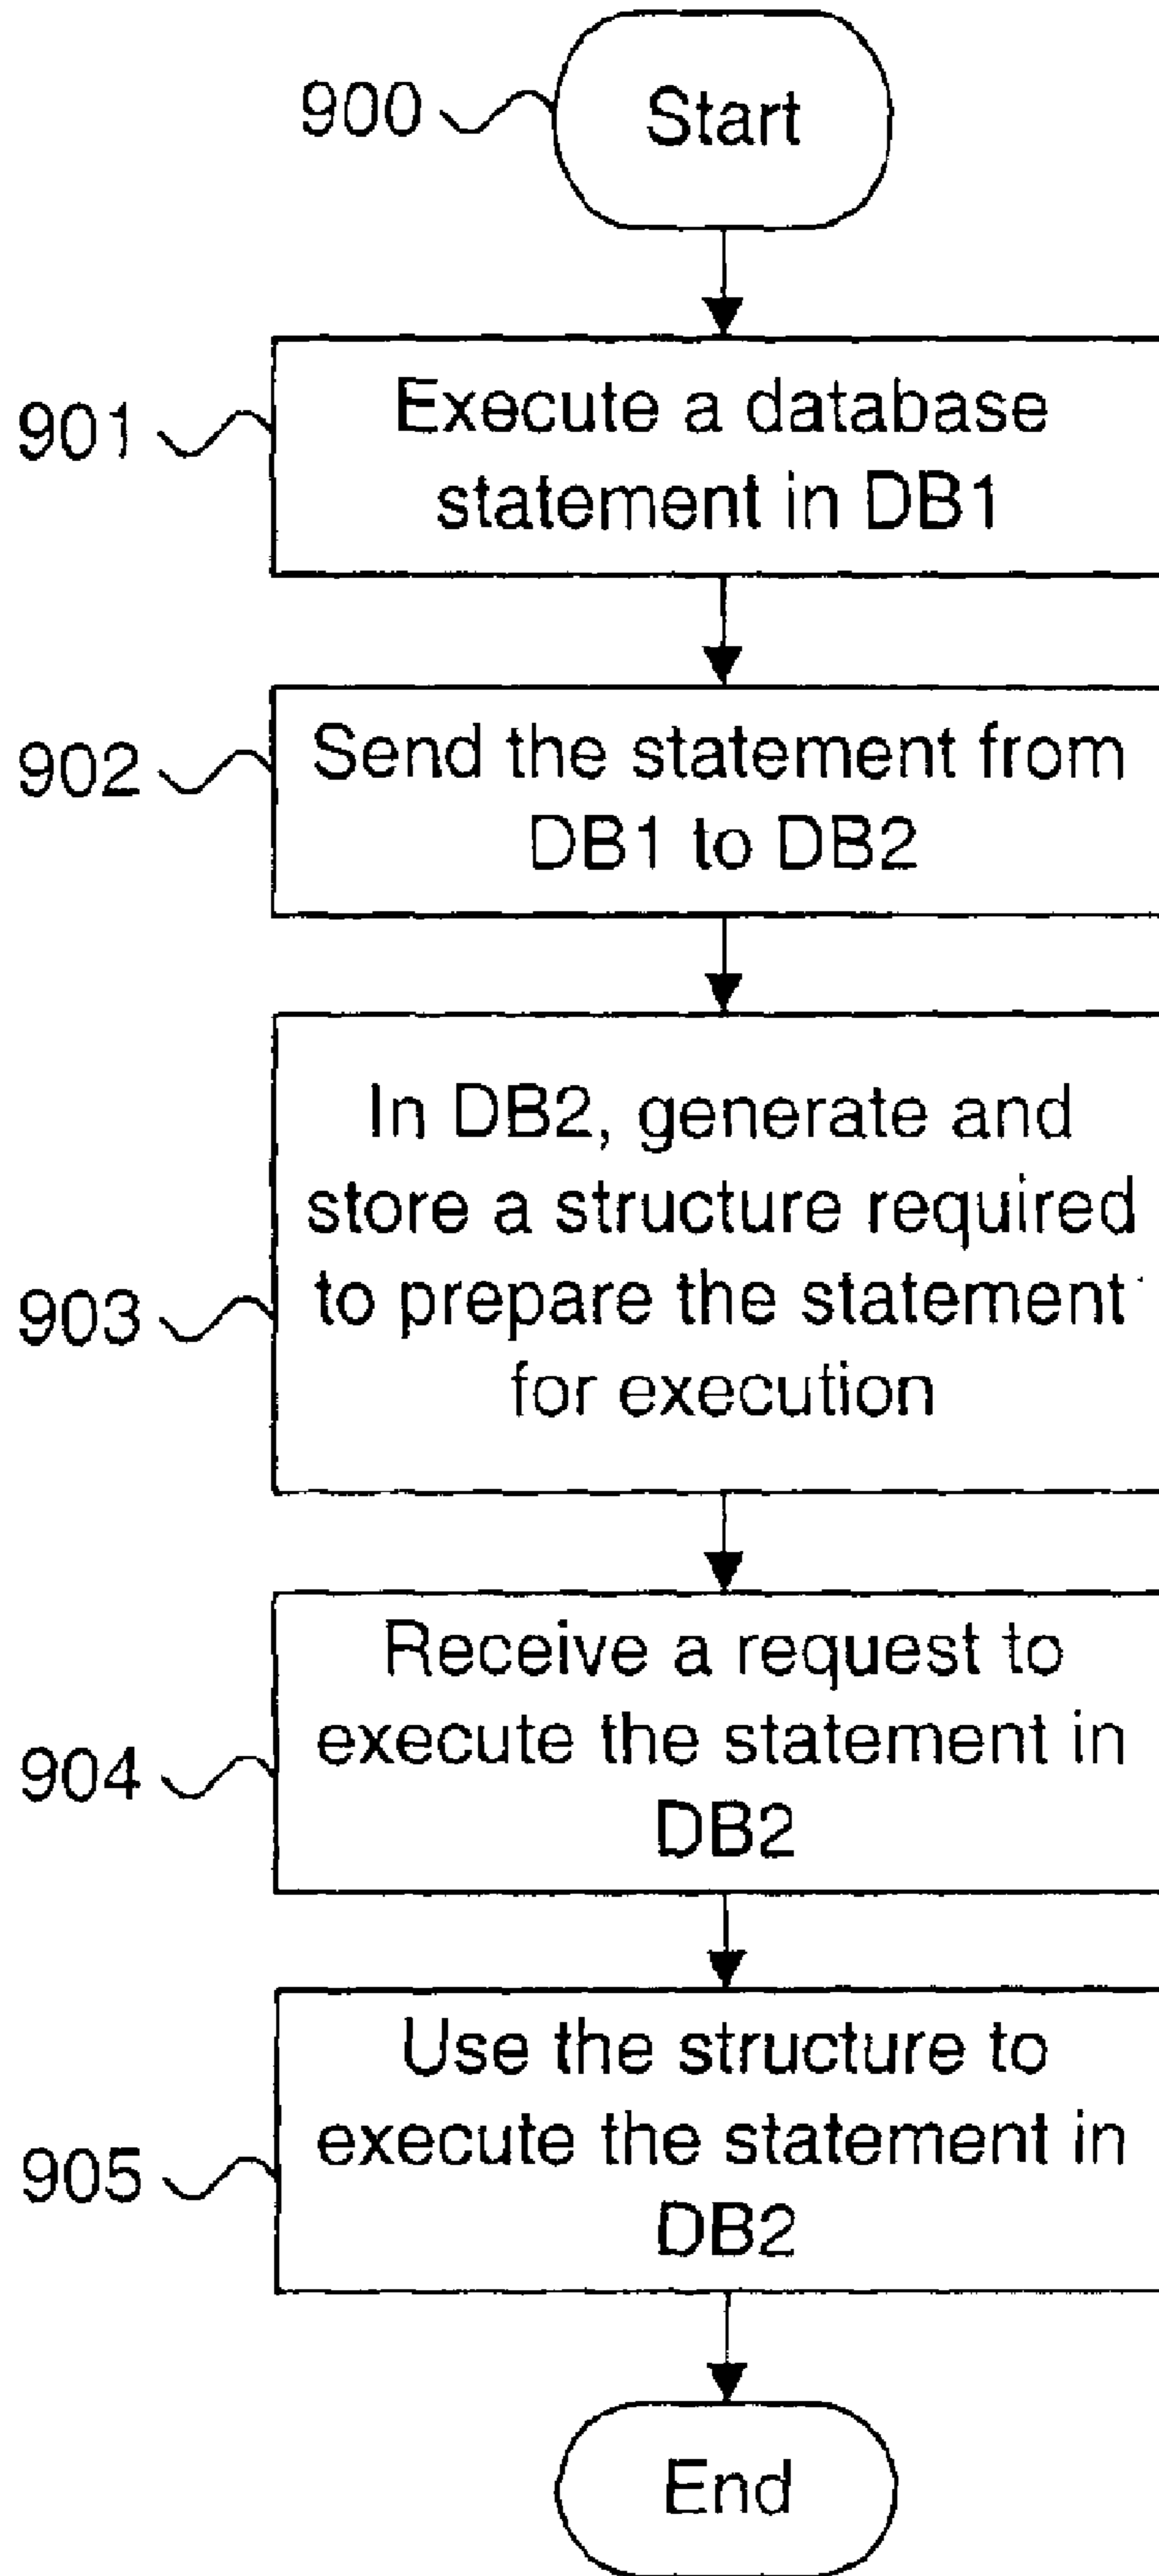 900
Start
901
Execute a database
statement in DB1
902
Send the statement from
DB1 to DB2
903
In DB2, generate and
store a structure required
to prepare the statement
for execution
904
Receive a request to
execute the statement in
DB2
905
Use the structure to
execute the statement in
DB2
End